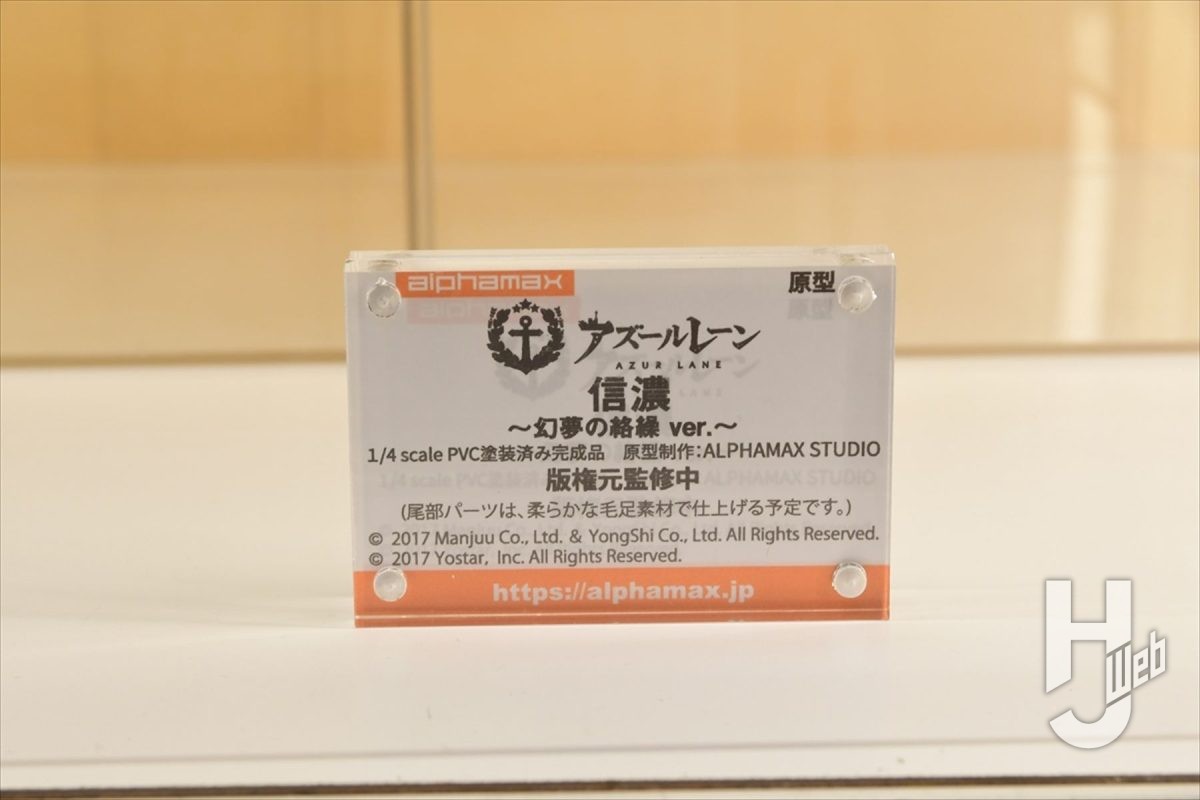 alphamax
原型
アズールレーン
AZUR LANE
信濃
～幻夢の絡繰 ver.～
1/4 scale PVC塗装済み完成品　原型制作：ALPHAMAX STUDIO
版権元監修中
(尾部パーツは、柔らかな毛足素材で仕上げる予定です。)
© 2017 Manjuu Co., Ltd. & YongShi Co., Ltd. All Rights Reserved.
© 2017 Yostar, Inc. All Rights Reserved.
https://alphamax.jp
HJ Web